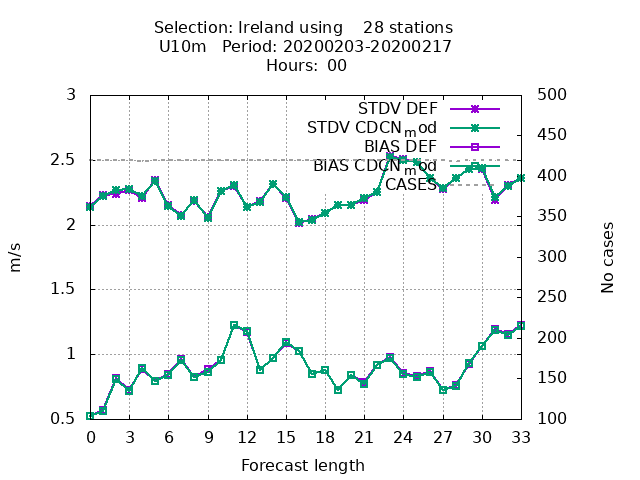 Selection: Ireland using    28 stations
U10m   Period: 20200203-20200217
Hours: 00
3
2.5
2
1.5
1
0.5
m/s
STDV DEF
STDV CDCNmod
BIAS DEF
BIAS CDCNmod
CASES
500
450
400
350
300
250
200
150
100
No cases
0 3 6 9 12 15 18 21 24 27 30 33
Forecast length